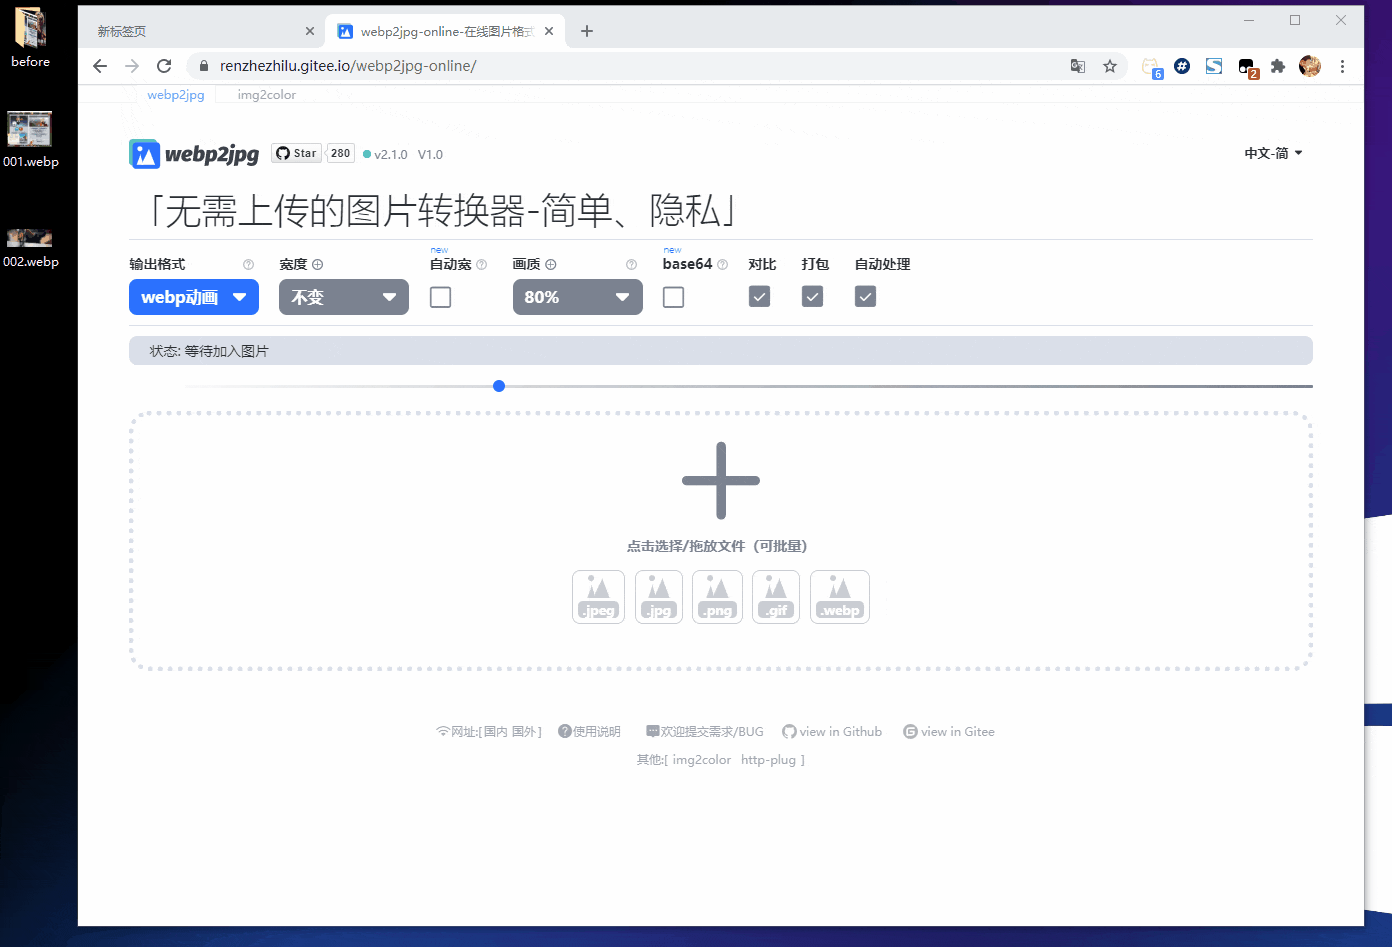 before
001.webp
002.webp
新标签页
webp2jpg-online-在线图片格式
renzhezhilu.gitee.io/webp2jpg-online/
6
2
webp2jpg img2color
webp2jpg Star 280 v2.1.0 V1.0 中文-简
「无需上传的图片转换器-简单、隐私」
new new
输出格式 宽度 自动宽 画质 base64 对比 打包 自动处理
webp动画 不变 80%
状态: 等待加入图片
点击选择/拖放文件（可批量）
.jpeg .jpg .png .gif .webp
网址:[ 国内 国外 ] 使用说明 欢迎提交需求/BUG view in Github view in Gitee
其他:[ img2color http-plug ]